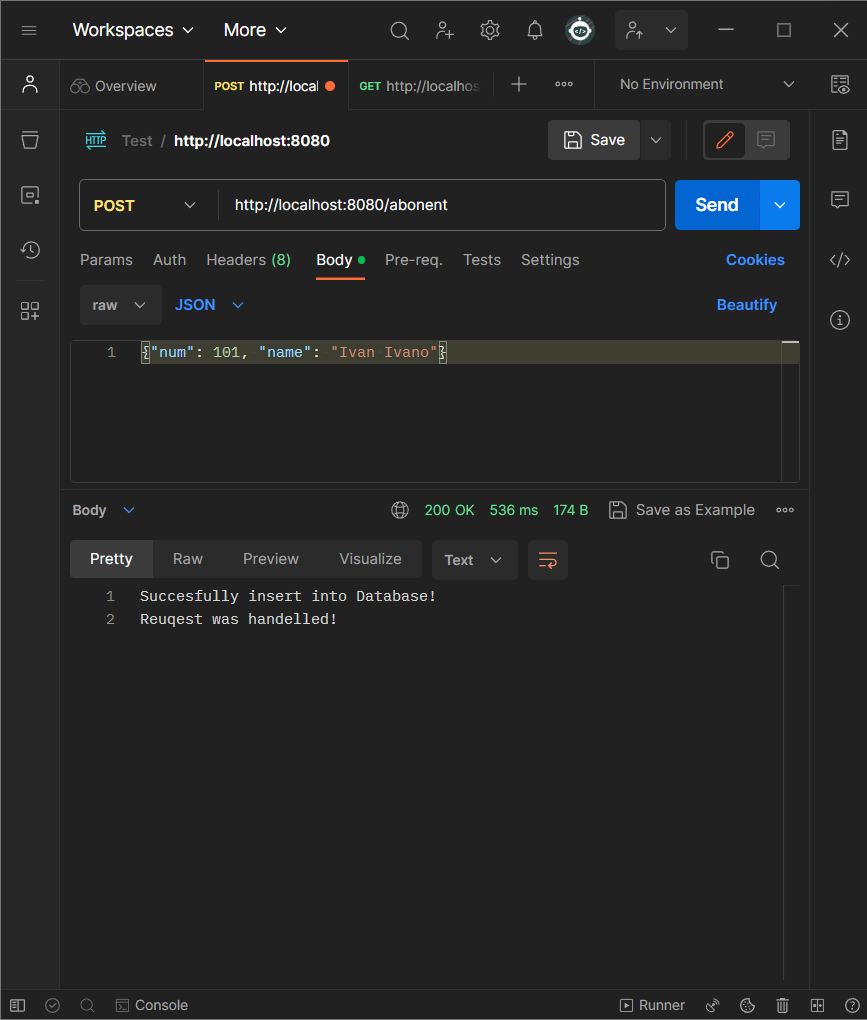 Workspaces More
Overview POST http://local GET http://localhos No Environment
HTTP Test / http://localhost:8080 Save
POST http://localhost:8080/abonent Send
Params Auth Headers (8) Body Pre-req. Tests Settings Cookies
raw JSON Beautify
1 {"num": 101, "name": "Ivan Ivano"}
Body 200 OK 536 ms 174 B Save as Example
Pretty Raw Preview Visualize Text
1 Succesfully insert into Database!
2 Reuqest was handelled!
Console Runner